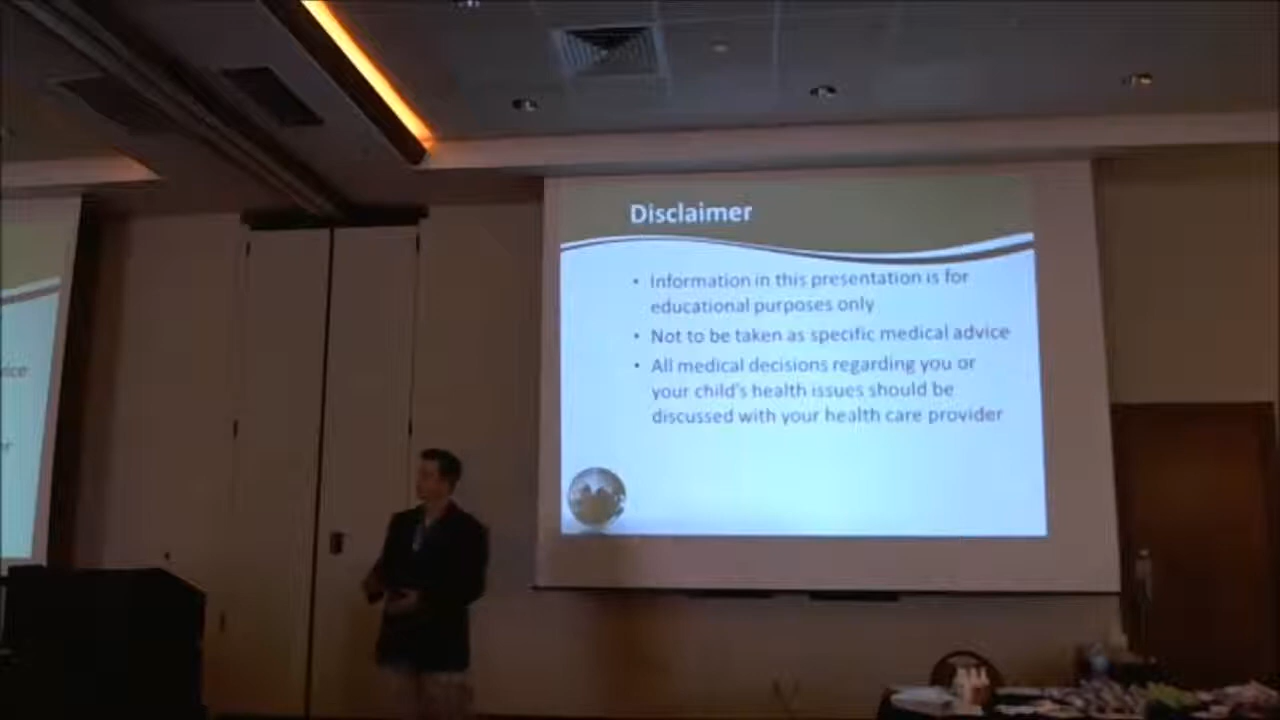 Disclaimer
• Information in this presentation is for
educational purposes only
• Not to be taken as specific medical advice
• All medical decisions regarding you or
your child's health issues should be
discussed with your health care provider